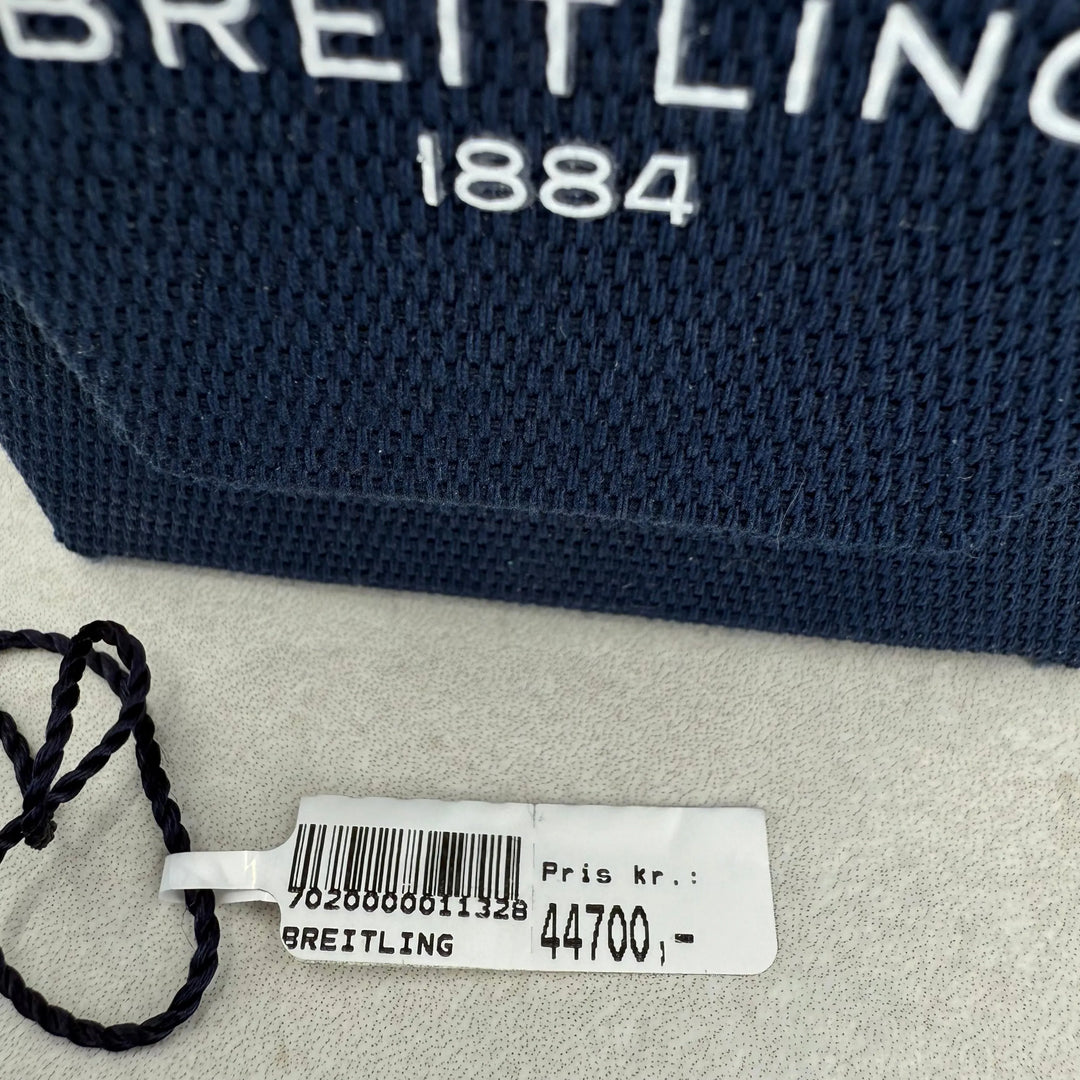 BREITLING
1884
7020000011328
BREITLING
Pris kr.:
44700,-